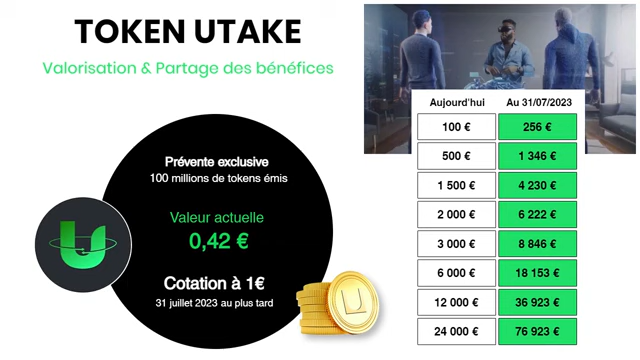 TOKEN UTAKE
Valorisation & Partage des bénéfices
Prévente exclusive
100 millions de tokens émis
Valeur actuelle
0,42 €
Cotation à 1€
31 juillet 2023 au plus tard
Aujourd'hui Au 31/07/2023
100 € 256 €
500 € 1 346 €
1 500 € 4 230 €
2 000 € 6 222 €
3 000 € 8 846 €
6 000 € 18 153 €
12 000 € 36 923 €
24 000 € 76 923 €